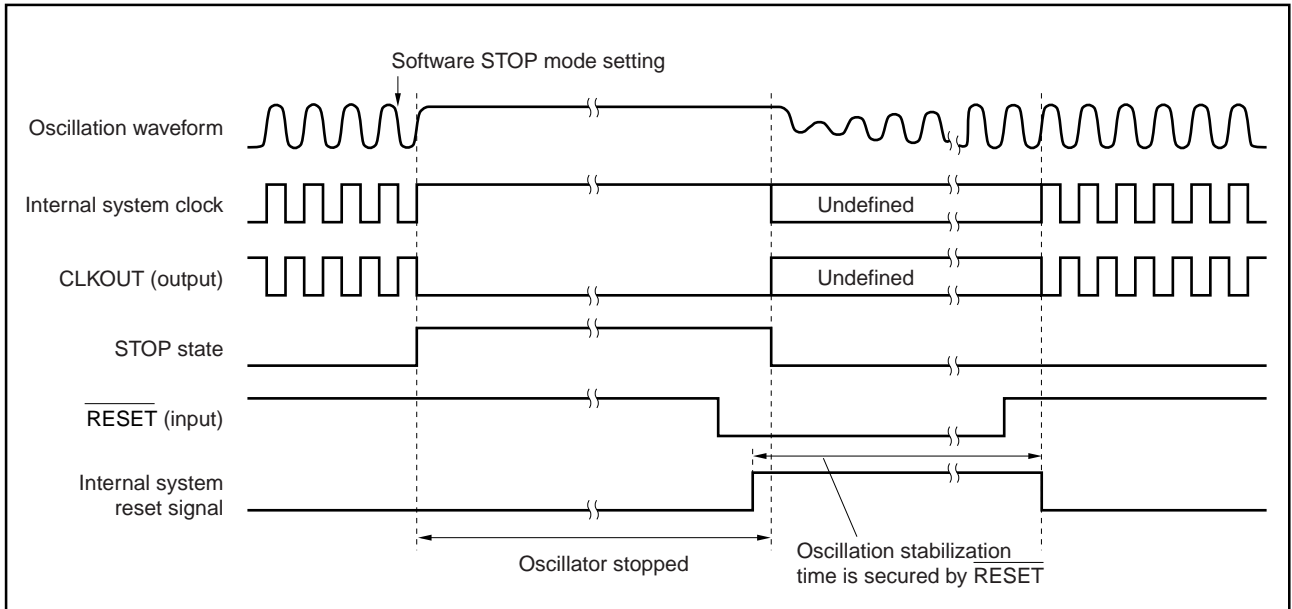 Software STOP mode setting
Oscillation waveform
Internal system clock
Undefined
CLKOUT (output)
Undefined
STOP state
RESET (input)
Internal system
reset signal
Oscillator stopped
Oscillation stabilization
time is secured by RESET